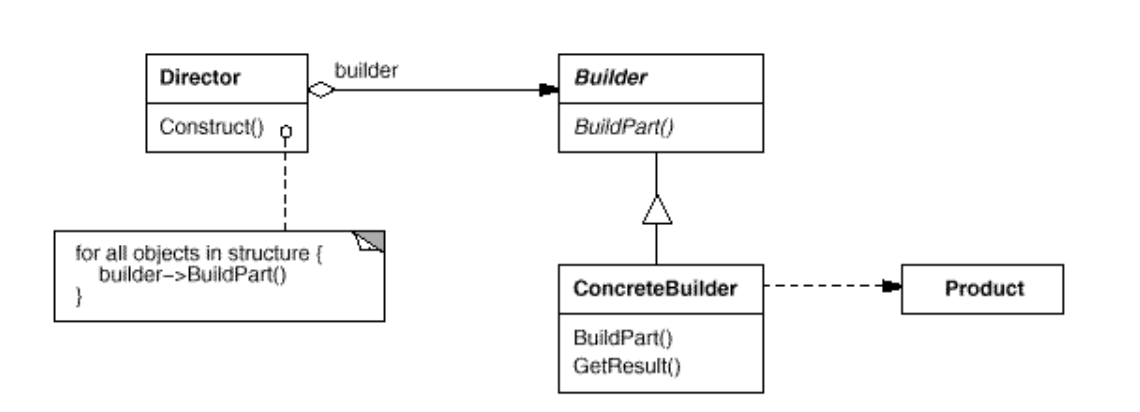 Director
builder
Builder
Construct()
BuildPart()
for all objects in structure {
builder–>BuildPart()
}
ConcreteBuilder
Product
BuildPart()
GetResult()